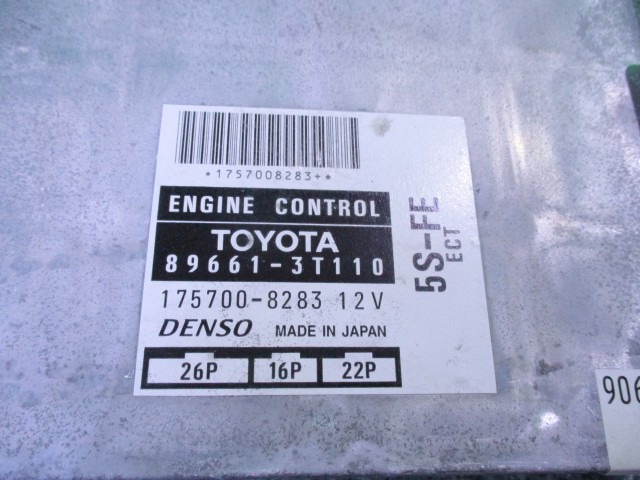 *1757008283+*
ENGINE CONTROL
TOYOTA
89661-3T110
175700-8283 12V
DENSO MADE IN JAPAN
26P 16P 22P
5S-FE
ECT
906